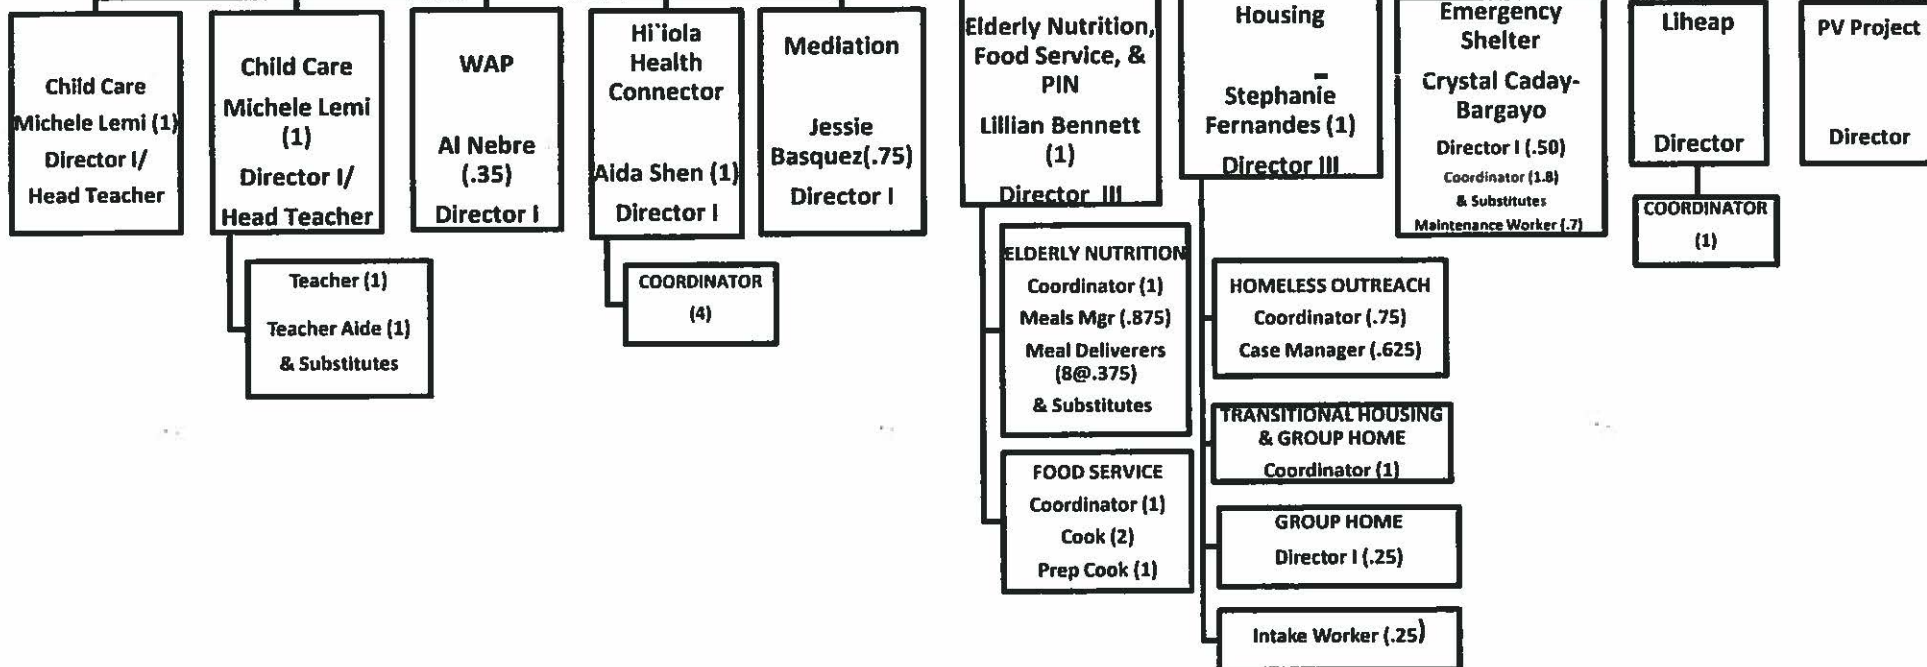 Child Care
Michele Lemi (1)
Director I/
Head Teacher
Child Care
Michele Lemi
(1)
Director I/
Head Teacher
Teacher (1)
Teacher Aide (1)
& Substitutes
WAP
Al Nebre
(.35)
Director I
Hi`iola
Health
Connector
Aida Shen (1)
Director I
COORDINATOR
(4)
Mediation
Jessie
Basquez(.75)
Director I
Elderly Nutrition,
Food Service, &
PIN
Lillian Bennett
(1)
Director III
ELDERLY NUTRITION
Coordinator (1)
Meals Mgr (.875)
Meal Deliverers
(8@.375)
& Substitutes
FOOD SERVICE
Coordinator (1)
Cook (2)
Prep Cook (1)
Housing
Stephanie
Fernandes (1)
Director III
HOMELESS OUTREACH
Coordinator (.75)
Case Manager (.625)
TRANSITIONAL HOUSING
& GROUP HOME
Coordinator (1)
GROUP HOME
Director I (.25)
Intake Worker (.25)
Emergency
Shelter
Crystal Caday-
Bargayo
Director I (.50)
Coordinator (1.8)
& Substitutes
Maintenance Worker (.7)
Liheap
Director
COORDINATOR
(1)
PV Project
Director